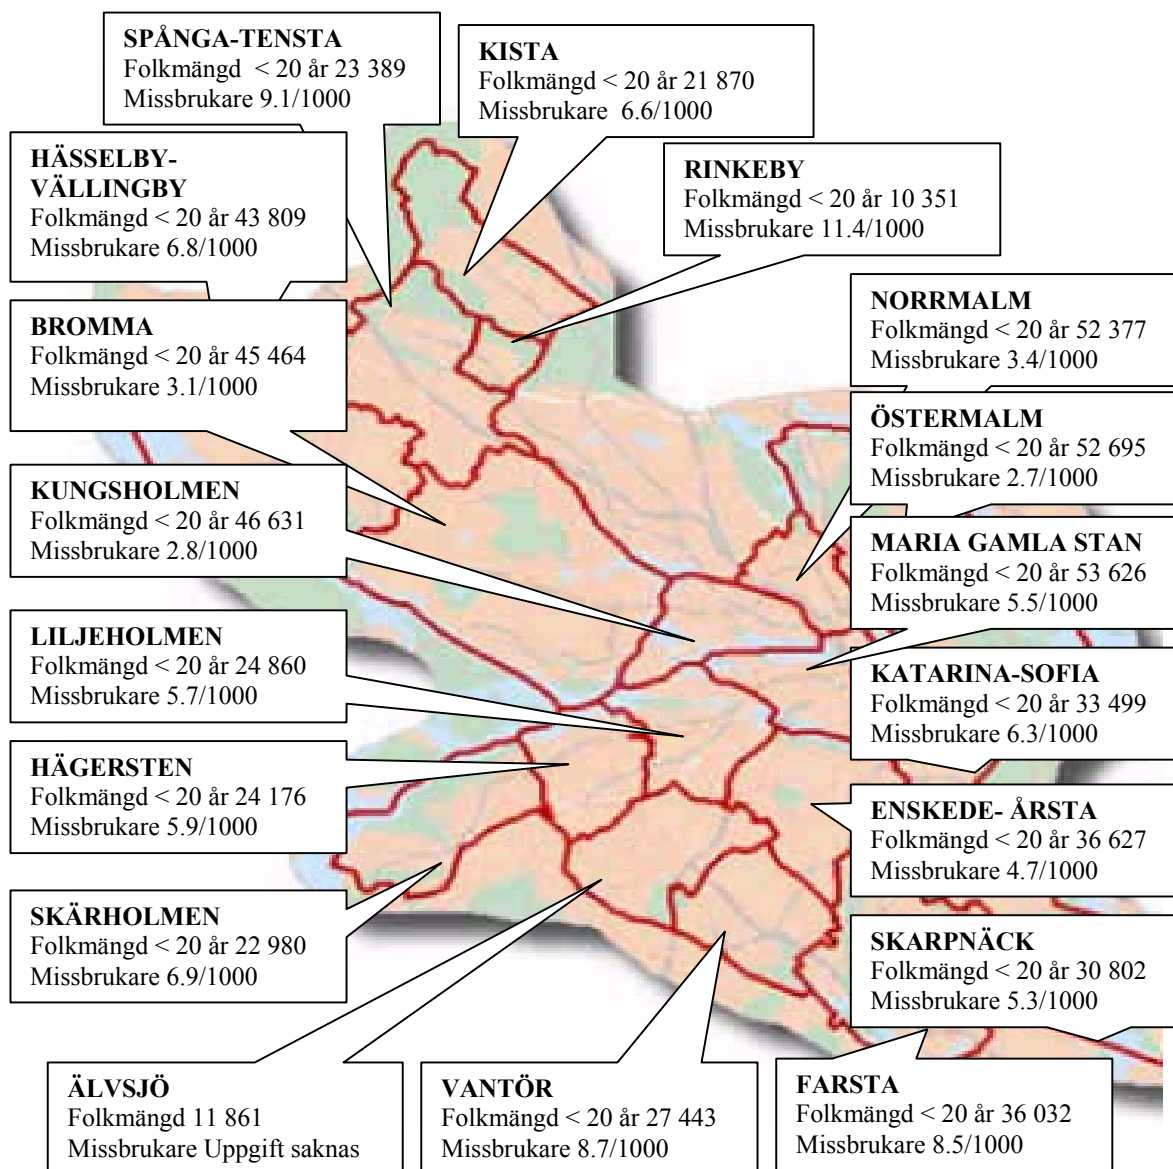 SPÅNGA-TENSTA
Folkmängd < 20 år 23 389
Missbrukare 9.1/1000
KISTA
Folkmängd < 20 år 21 870
Missbrukare 6.6/1000
HÄSSELBY-
VÄLLINGBY
Folkmängd < 20 år 43 809
Missbrukare 6.8/1000
RINKEBY
Folkmängd < 20 år 10 351
Missbrukare 11.4/1000
BROMMA
Folkmängd < 20 år 45 464
Missbrukare 3.1/1000
NORRMALM
Folkmängd < 20 år 52 377
Missbrukare 3.4/1000
ÖSTERMALM
Folkmängd < 20 år 52 695
Missbrukare 2.7/1000
KUNGSHOLMEN
Folkmängd < 20 år 46 631
Missbrukare 2.8/1000
MARIA GAMLA STAN
Folkmängd < 20 år 53 626
Missbrukare 5.5/1000
LILJEHOLMEN
Folkmängd < 20 år 24 860
Missbrukare 5.7/1000
KATARINA-SOFIA
Folkmängd < 20 år 33 499
Missbrukare 6.3/1000
HÄGERSTEN
Folkmängd < 20 år 24 176
Missbrukare 5.9/1000
ENSKEDE- ÅRSTA
Folkmängd < 20 år 36 627
Missbrukare 4.7/1000
SKÄRHOLMEN
Folkmängd < 20 år 22 980
Missbrukare 6.9/1000
SKARPNÄCK
Folkmängd < 20 år 30 802
Missbrukare 5.3/1000
ÄLVSJÖ
Folkmängd 11 861
Missbrukare Uppgift saknas
VANTÖR
Folkmängd < 20 år 27 443
Missbrukare 8.7/1000
FARSTA
Folkmängd < 20 år 36 032
Missbrukare 8.5/1000